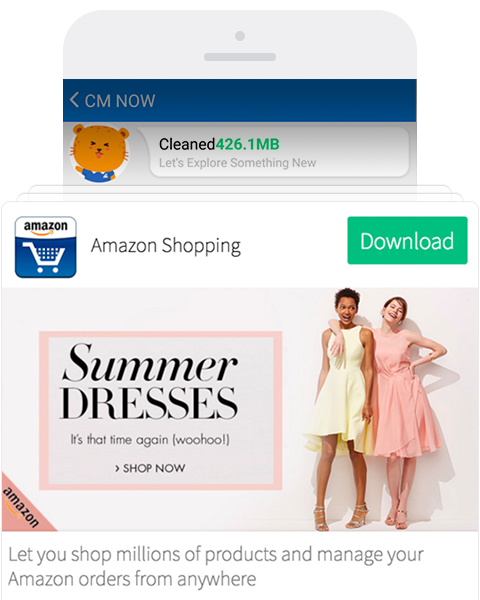 CM NOW
Cleaned426.1MB
Let's Explore Something New
amazon
Amazon Shopping
Download
Summer
DRESSES
It's that time again (woohoo!)
› SHOP NOW
amazon
Let you shop millions of products and manage your
Amazon orders from anywhere